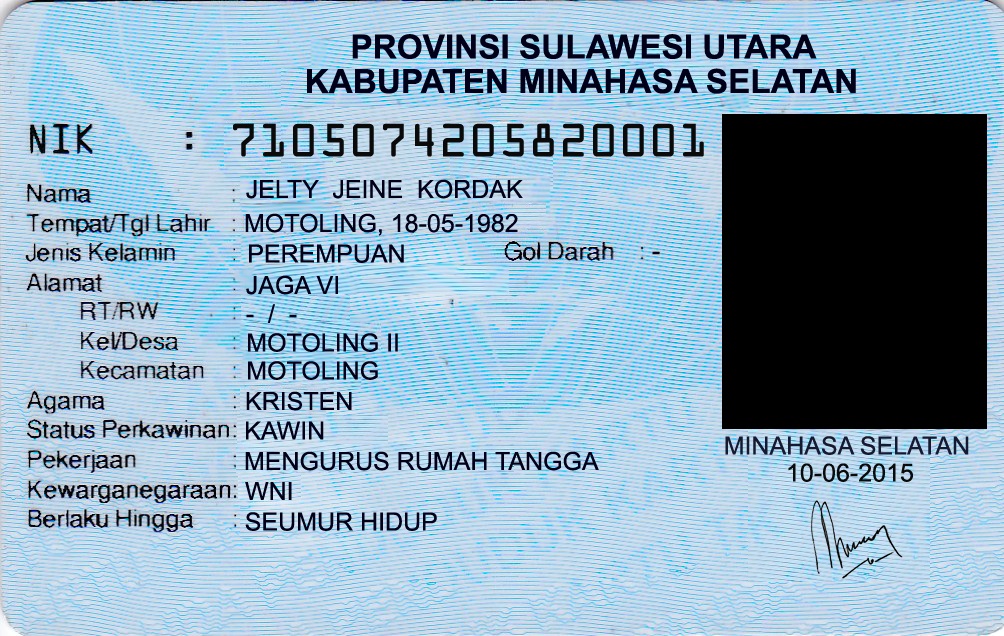 PROVINSI SULAWESI UTARA
KABUPATEN MINAHASA SELATAN
NIK : 7105074205820001
Nama : JELTY JEINE KORDAK
Tempat/Tgl Lahir : MOTOLING, 18-05-1982
Jenis Kelamin : PEREMPUAN Gol Darah : -
Alamat : JAGA VI
RT/RW : - / -
Kel/Desa : MOTOLING II
Kecamatan : MOTOLING
Agama : KRISTEN
Status Perkawinan: KAWIN
Pekerjaan : MENGURUS RUMAH TANGGA
Kewarganegaraan: WNI
Berlaku Hingga : SEUMUR HIDUP
MINAHASA SELATAN
10-06-2015